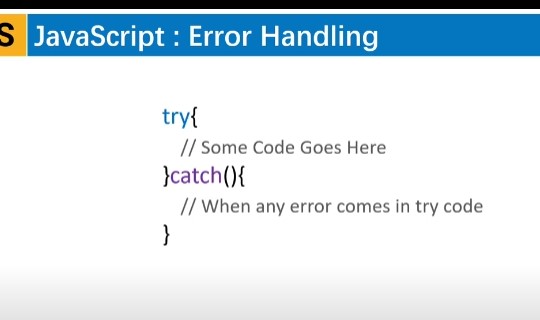 S JavaScript : Error Handling
try{
// Some Code Goes Here
}catch(){
// When any error comes in try code
}